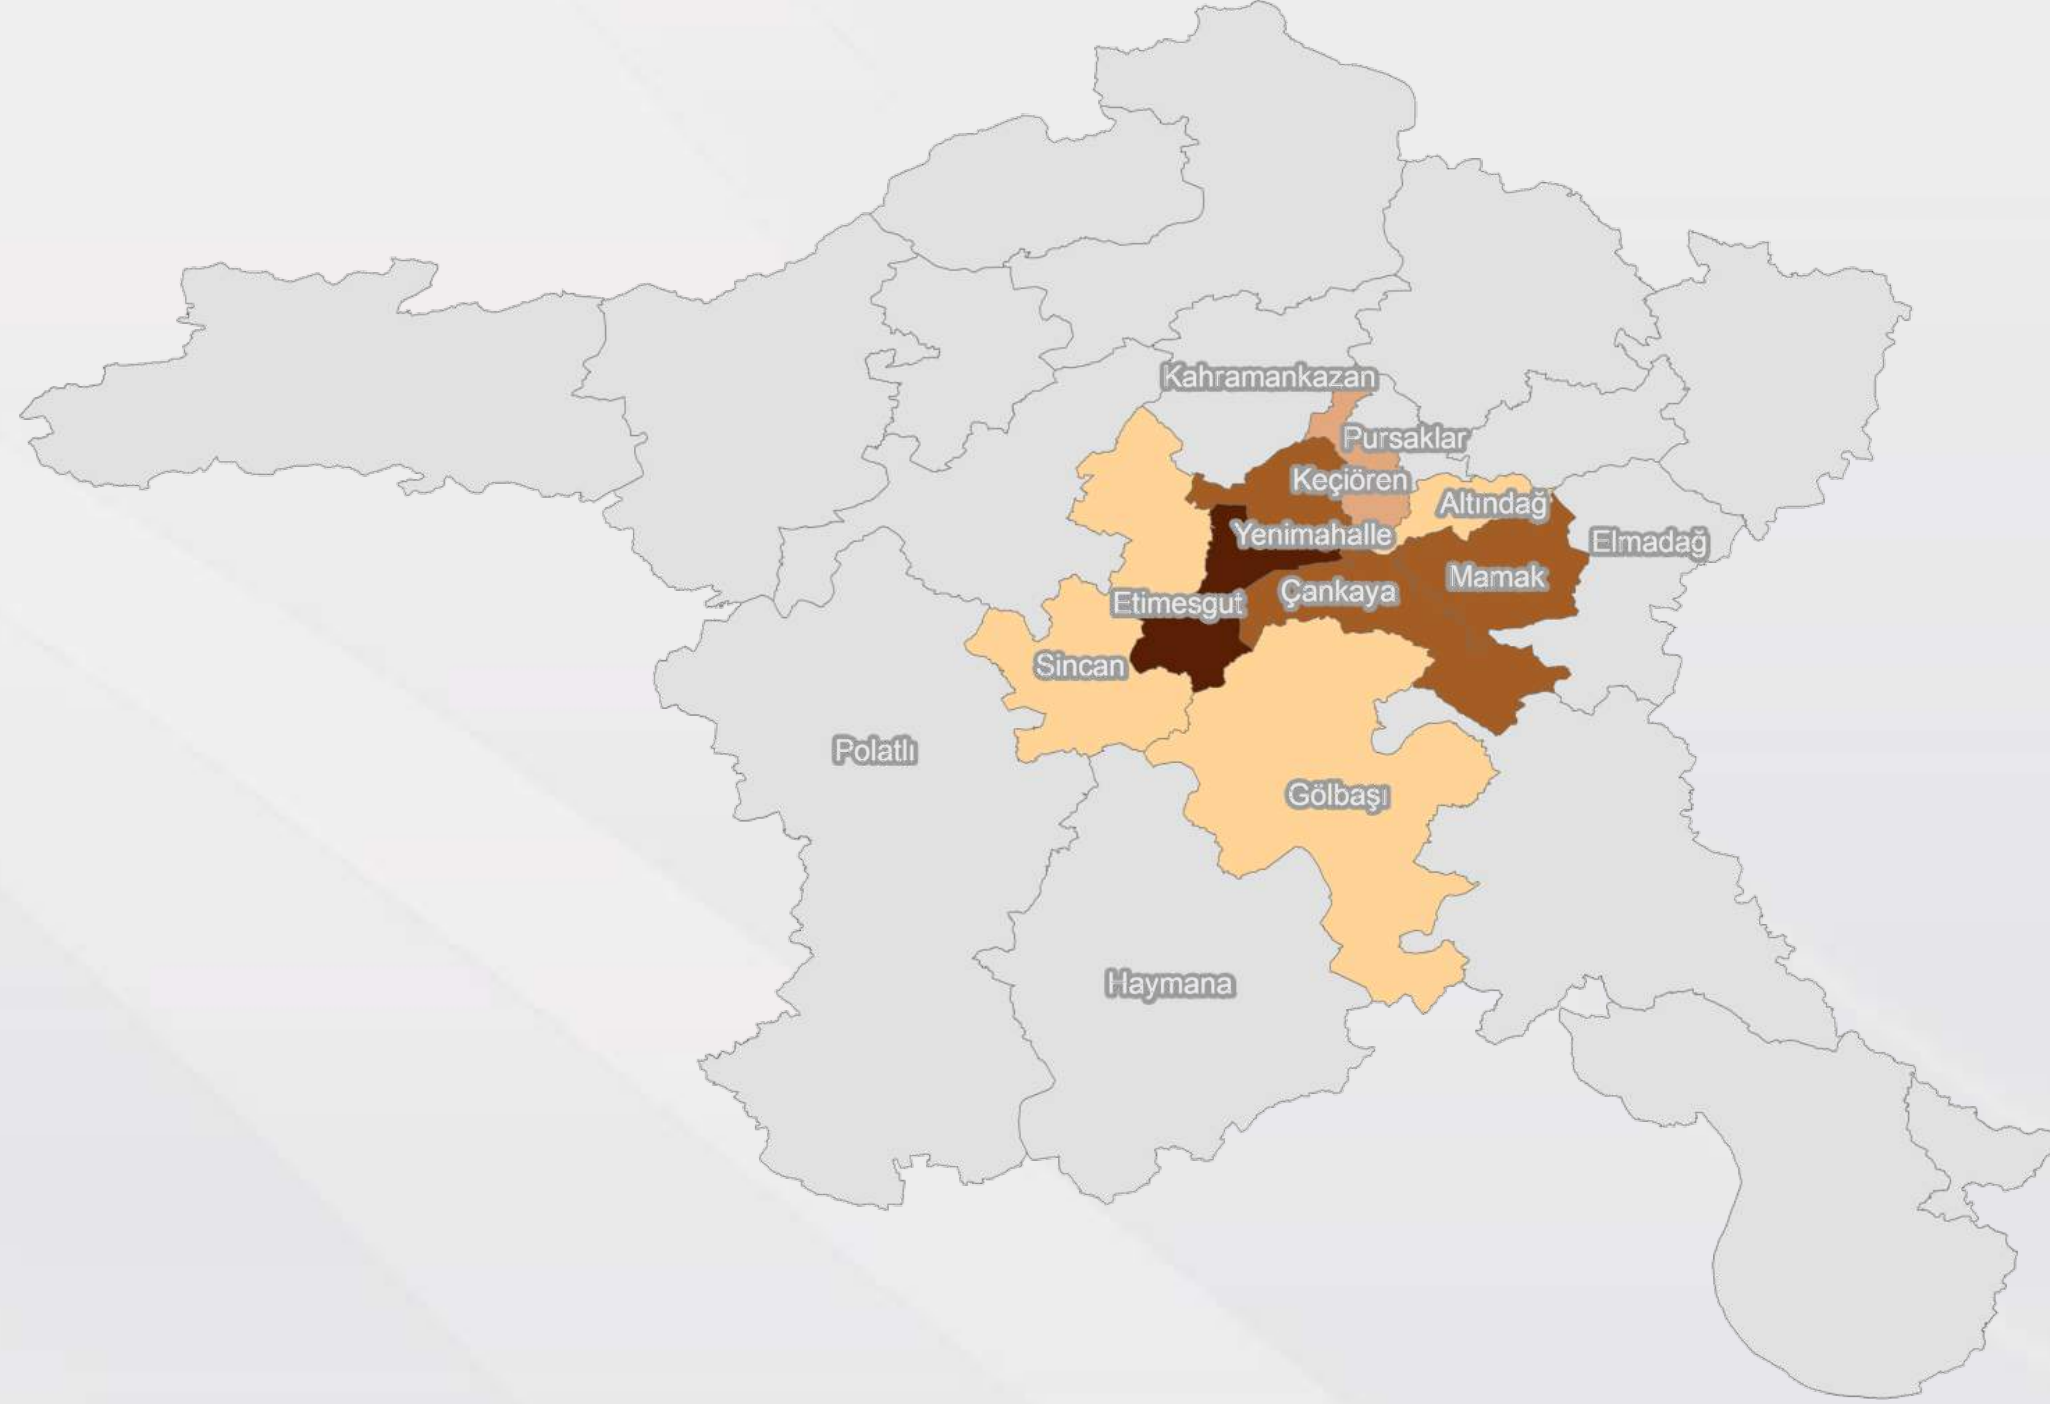 Kahramankazan
Pursaklar
Keçiören
Altındağ
Yenimahalle
Elmadağ
Mamak
Çankaya
Etimesgut
Sincan
Polatlı
Gölbaşı
Haymana